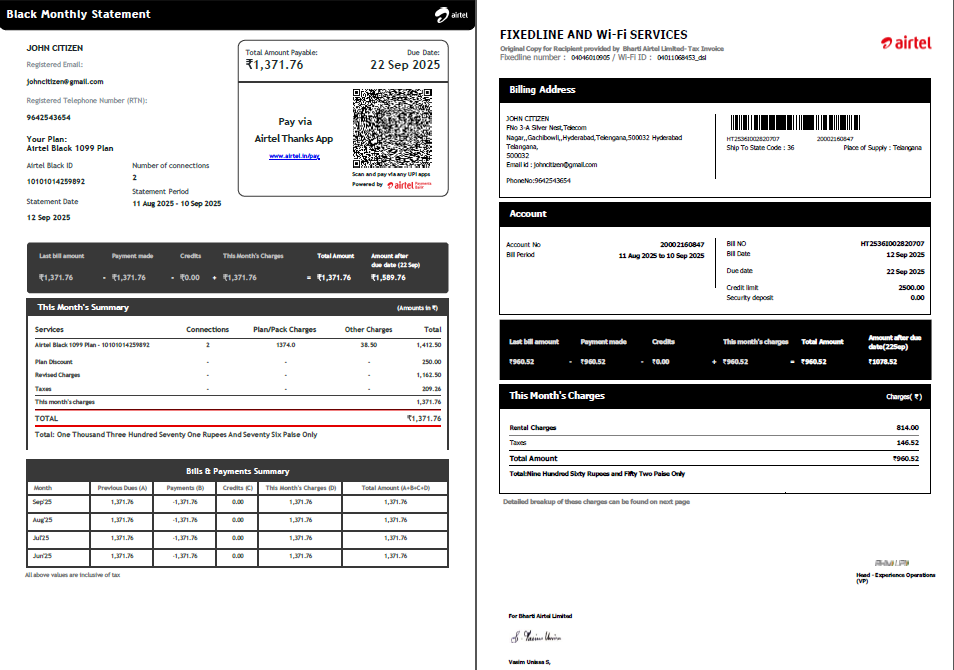 Black Monthly Statement
airtel
JOHN CITIZEN
Registered Email:
johncitizen@gmail.com
Registered Telephone Number (RTN):
9642543654
Your Plan:
Airtel Black 1099 Plan
Airtel Black ID
10101014259892
Number of connections
2
Statement Period
11 Aug 2025 - 10 Sep 2025
Statement Date
12 Sep 2025
Total Amount Payable:
₹1,371.76
Due Date:
22 Sep 2025
Pay via
Airtel Thanks App
www.airtel.in/pay
Scan and pay via any UPI apps
Powered by airtel Payments Bank
Last bill amount Payment made Credits This Month's Charges Total Amount Amount after due date (22 Sep)
₹1,371.76 - ₹1,371.76 - ₹0.00 + ₹1,371.76 = ₹1,371.76 ₹1,589.76
This Month's Summary (Amounts in ₹)
Services Connections Plan/Pack Charges Other Charges Total
Airtel Black 1099 Plan - 10101014259892 2 1374.0 38.50 1,412.50
Plan Discount - - - 250.00
Revised Charges - - - 1,162.50
Taxes - - - 209.26
This month's charges 1,371.76
TOTAL ₹1,371.76
Total: One Thousand Three Hundred Seventy One Rupees And Seventy Six Paise Only
Bills & Payments Summary
Month Previous Dues (A) Payments (B) Credits (C) This Month's Charges (D) Total Amount (A+B+C+D)
Sep'25 1,371.76 -1,371.76 0.00 1,371.76 1,371.76
Aug'25 1,371.76 -1,371.76 0.00 1,371.76 1,371.76
Jul'25 1,371.76 -1,371.76 0.00 1,371.76 1,371.76
Jun'25 1,371.76 -1,371.76 0.00 1,371.76 1,371.76
All above values are inclusive of tax
FIXEDLINE AND Wi-Fi SERVICES
Original Copy for Recipient provided by Bharti Airtel Limited- Tax Invoice
Fixedline number : 04046010905 / Wi-Fi ID : 04011068453_dsl
airtel
Billing Address
JOHN CITIZEN
FNo 3-A Silver Nest,Telecom
Nagar,,Gachibowli,,Hyderabad,Telengana,500032 Hyderabad
Telangana,
500032
Email id : johncitizen@gmail.com
PhoneNo:9642543654
HT25361002820707 20002160847
Ship To State Code : 36 Place of Supply : Telangana
Account
Account No 20002160847
Bill Period 11 Aug 2025 to 10 Sep 2025
Bill NO HT25361002820707
Bill Date 12 Sep 2025
Due date 22 Sep 2025
Credit limit 2500.00
Security deposit 0.00
Last bill amount Payment made Credits This month's charges Total Amount Amount after due date(22Sep)
₹960.52 - ₹960.52 - ₹0.00 + ₹960.52 = ₹960.52 ₹1078.52
This Month's Charges Charges( ₹ )
Rental Charges 814.00
Taxes 146.52
Total Amount ₹960.52
Total:Nine Hundred Sixty Rupees and Fifty Two Paise Only
Detailed breakup of these charges can be found on next page
Head - Experience Operations
(VP)
For Bharti Airtel Limited
Vasim Unissa S,